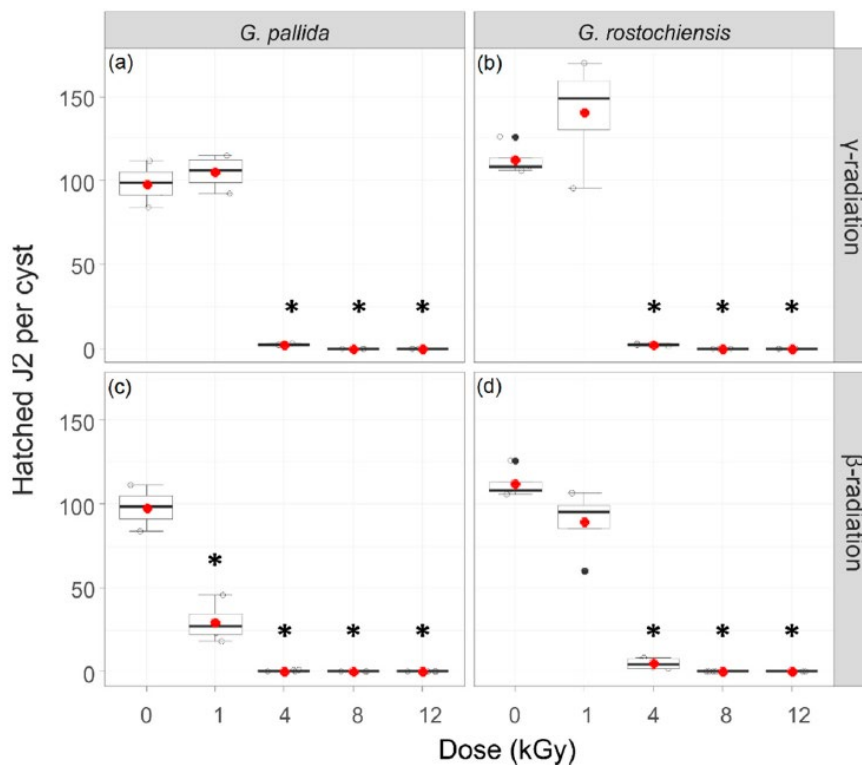 G. pallida
G. rostochiensis
(a)
(b)
150
100
50
0
* * *
* * *
γ-radiation
(c)
(d)
150
100
50
0
*
* * *
* * *
β-radiation
Hatched J2 per cyst
0 1 4 8 12
0 1 4 8 12
Dose (kGy)